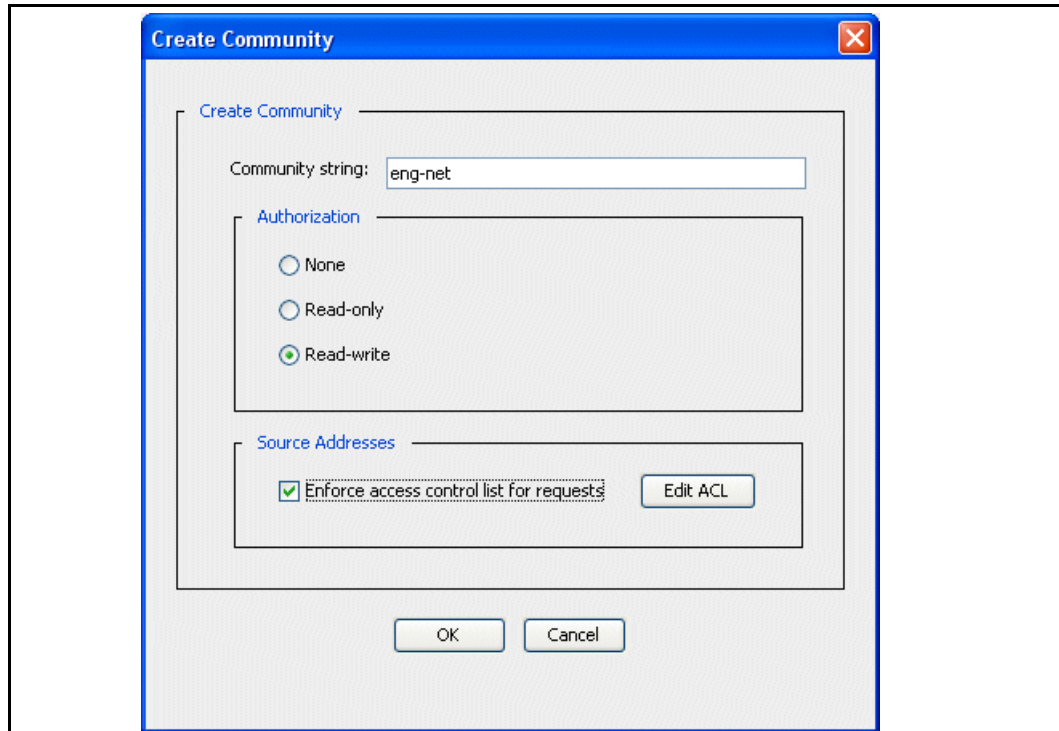 Create Community
Create Community
Community string: eng-net
Authorization
None
Read-only
Read-write
Source Addresses
Enforce access control list for requests Edit ACL
OK Cancel